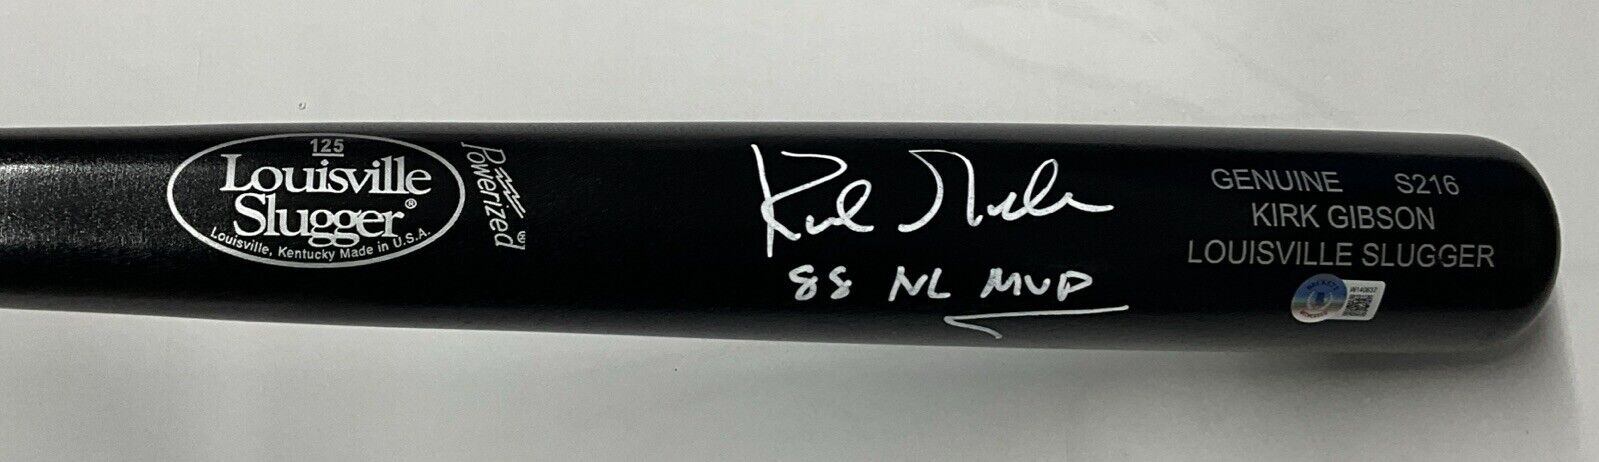 125
Louisville
Slugger®
Louisville, Kentucky Made in U.S.A.
Powerized
Kirk Gibson
88 NL MVP
GENUINE S216
KIRK GIBSON
LOUISVILLE SLUGGER
BECKETT